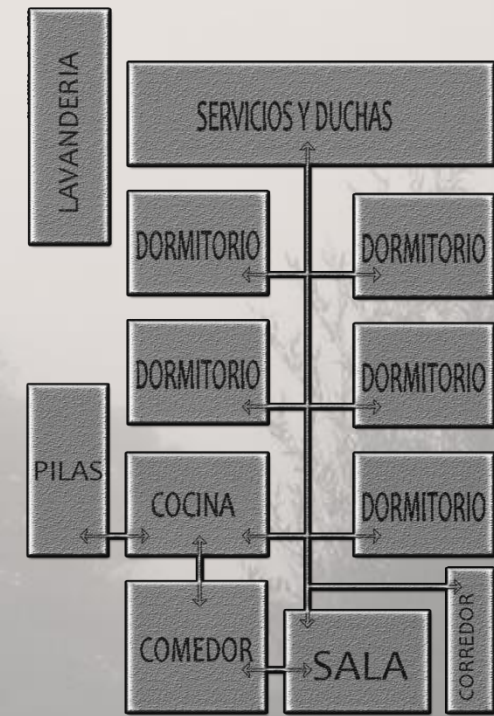 LAVANDERIA
SERVICIOS Y DUCHAS
DORMITORIO
DORMITORIO
DORMITORIO
DORMITORIO
PILAS
COCINA
DORMITORIO
COMEDOR
SALA
CORREDOR